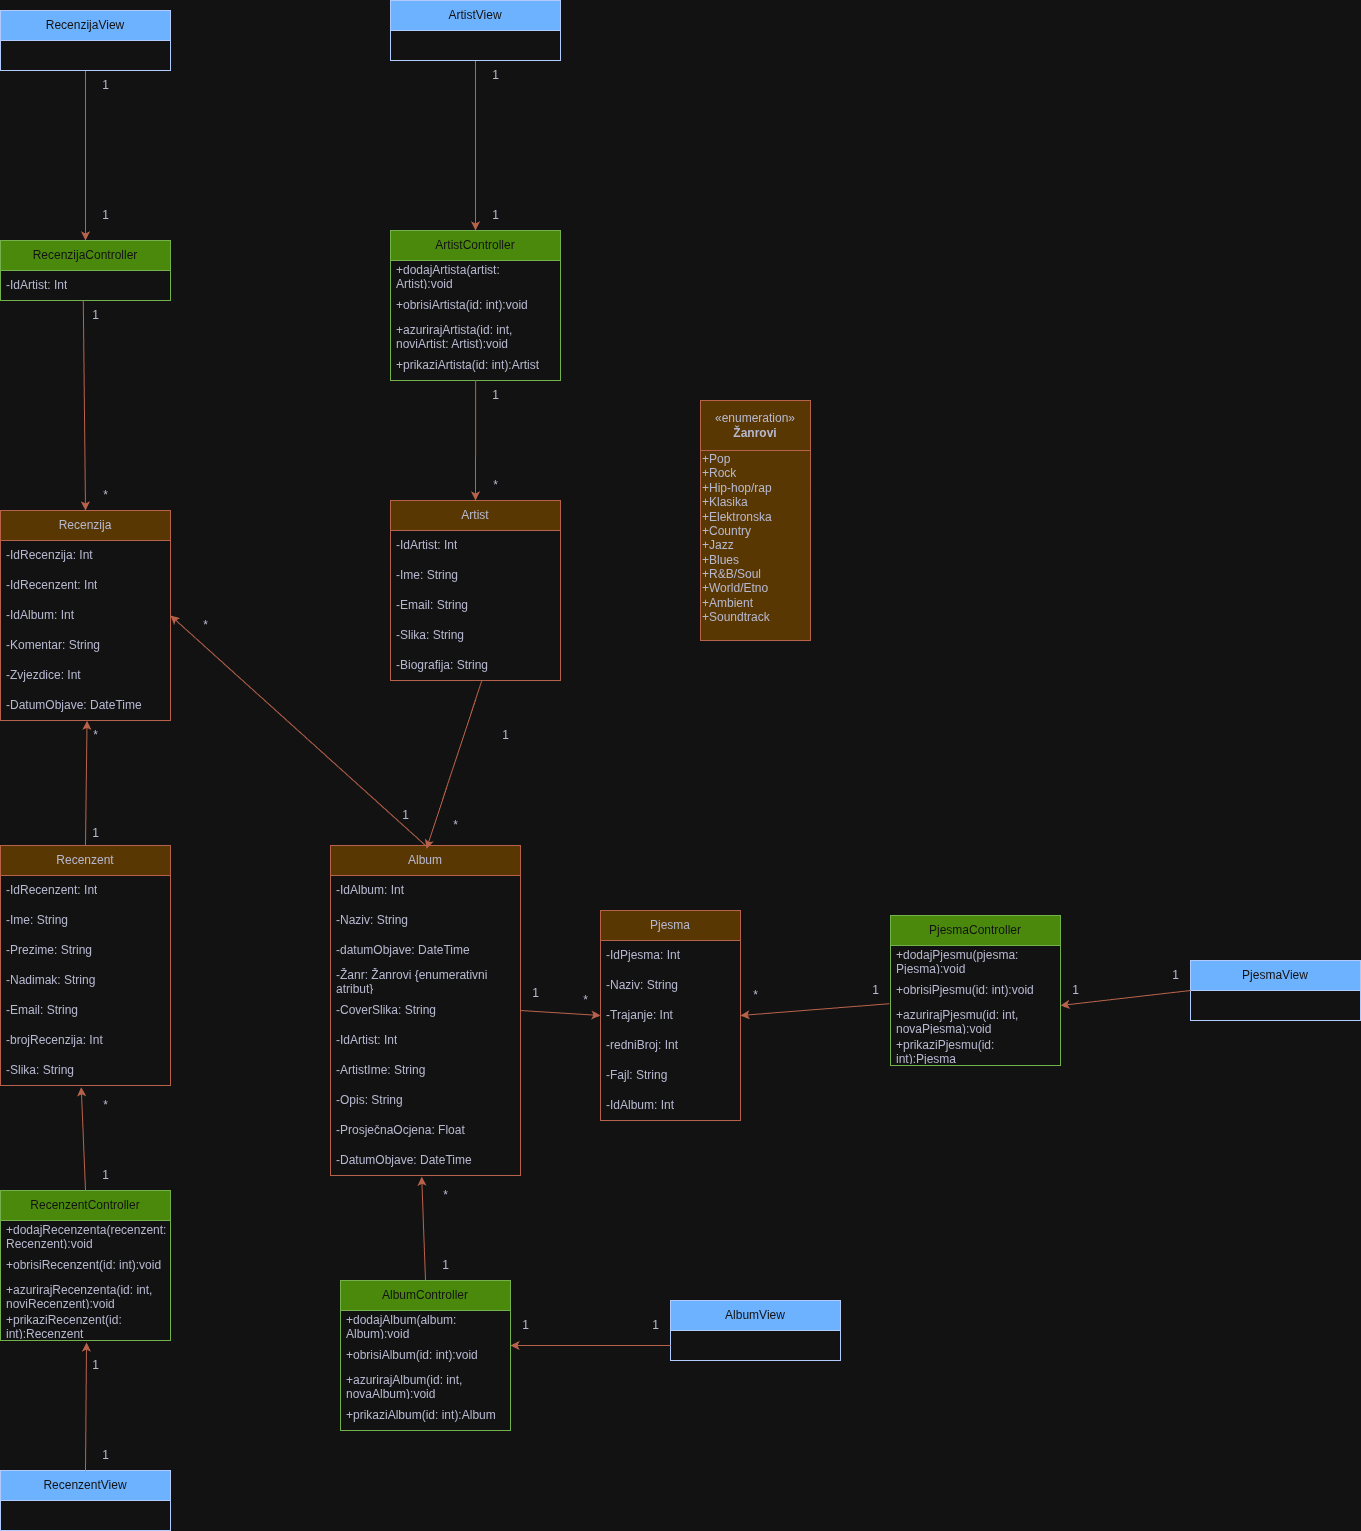 RecenzijaView
1
1
RecenzijaController
-IdArtist: Int
1
*
Recenzija
-IdRecenzija: Int
-IdRecenzent: Int
-IdAlbum: Int
-Komentar: String
-Zvjezdice: Int
-DatumObjave: DateTime
*
*
1
Recenzent
-IdRecenzent: Int
-Ime: String
-Prezime: String
-Nadimak: String
-Email: String
-brojRecenzija: Int
-Slika: String
*
1
RecenzentController
+dodajRecenzenta(recenzent:
Recenzent):void
+obrisiRecenzent(id: int):void
+azurirajRecenzenta(id: int,
noviRecenzent):void
+prikaziRecenzent(id:
int):Recenzent
1
1
RecenzentView
ArtistView
1
1
ArtistController
+dodajArtista(artist:
Artist):void
+obrisiArtista(id: int):void
+azurirajArtista(id: int,
noviArtist: Artist):void
+prikaziArtista(id: int):Artist
1
*
Artist
-IdArtist: Int
-Ime: String
-Email: String
-Slika: String
-Biografija: String
1
1
*
Album
-IdAlbum: Int
-Naziv: String
-datumObjave: DateTime
-Žanr: Žanrovi {enumerativni
atribut}
-CoverSlika: String
-IdArtist: Int
-ArtistIme: String
-Opis: String
-ProsječnaOcjena: Float
-DatumObjave: DateTime
*
1
AlbumController
+dodajAlbum(album:
Album):void
+obrisiAlbum(id: int):void
+azurirajAlbum(id: int,
novaAlbum):void
+prikaziAlbum(id: int):Album
1
1
AlbumView
«enumeration»
Žanrovi
+Pop
+Rock
+Hip-hop/rap
+Klasika
+Elektronska
+Country
+Jazz
+Blues
+R&B/Soul
+World/Etno
+Ambient
+Soundtrack
1
*
Pjesma
-IdPjesma: Int
-Naziv: String
-Trajanje: Int
-redniBroj: Int
-Fajl: String
-IdAlbum: Int
*
1
PjesmaController
+dodajPjesmu(pjesma:
Pjesma):void
+obrisiPjesmu(id: int):void
+azurirajPjesmu(id: int,
novaPjesma):void
+prikaziPjesmu(id:
int):Pjesma
1
1
PjesmaView